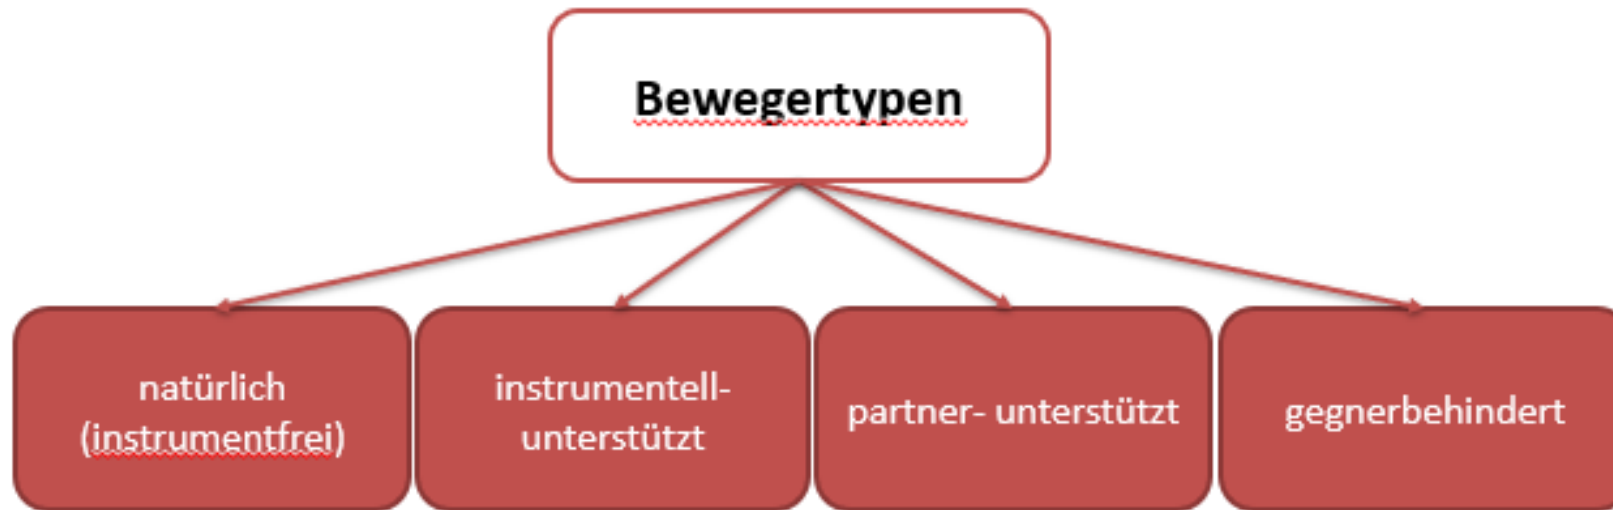 Bewegertypen
natürlich
(instrumentfrei)
instrumentell-
unterstützt
partner- unterstützt
gegnerbehindert